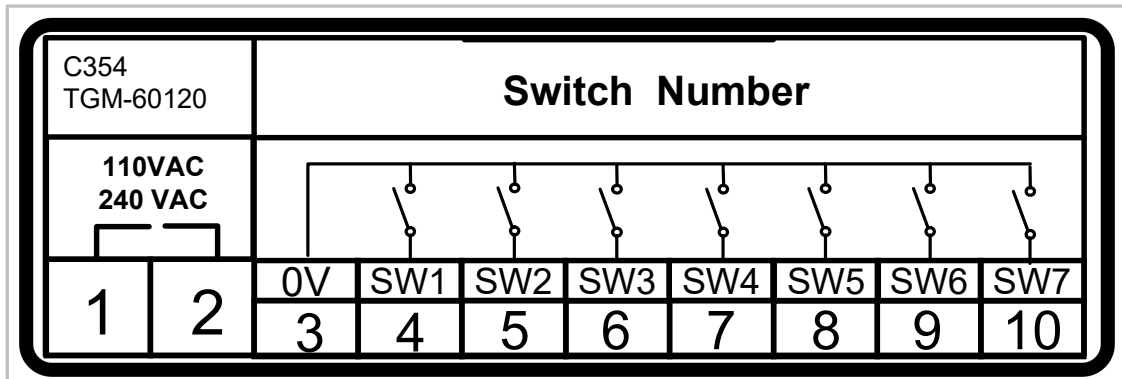 C354
TGM-60120
Switch Number
110VAC
240 VAC
0V SW1 SW2 SW3 SW4 SW5 SW6 SW7
1 2 3 4 5 6 7 8 9 10